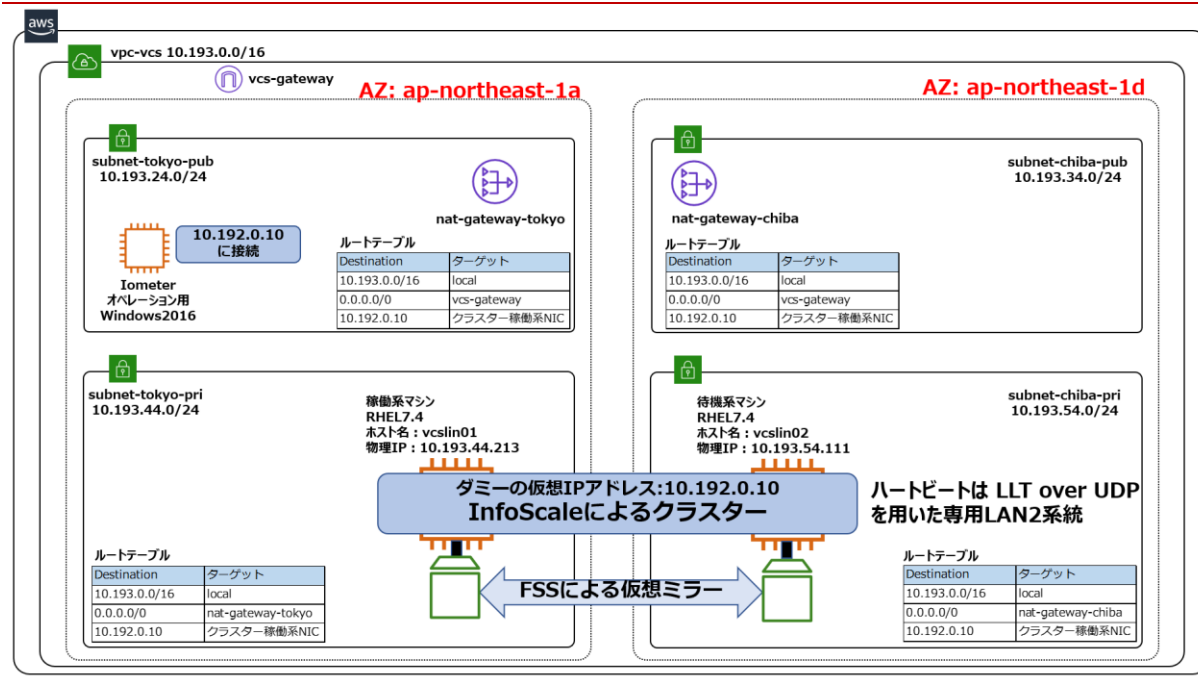 aws
vpc-vcs 10.193.0.0/16
vcs-gateway
AZ: ap-northeast-1a
subnet-tokyo-pub
10.193.24.0/24
nat-gateway-tokyo
10.192.0.10
に接続
Iometer
オペレーション用
Windows2016
ルートテーブル
Destination ターゲット
10.193.0.0/16 local
0.0.0.0/0 vcs-gateway
10.192.0.10 クラスター稼働系NIC
AZ: ap-northeast-1d
subnet-chiba-pub
10.193.34.0/24
nat-gateway-chiba
ルートテーブル
Destination ターゲット
10.193.0.0/16 local
0.0.0.0/0 vcs-gateway
10.192.0.10 クラスター稼働系NIC
subnet-tokyo-pri
10.193.44.0/24
稼働系マシン
RHEL7.4
ホスト名：vcslin01
物理IP：10.193.44.213
待機系マシン
RHEL7.4
ホスト名：vcslin02
物理IP：10.193.54.111
subnet-chiba-pri
10.193.54.0/24
ダミーの仮想IPアドレス:10.192.0.10
InfoScaleによるクラスター
ハートビートは LLT over UDP
を用いた専用LAN2系統
FSSによる仮想ミラー
ルートテーブル
Destination ターゲット
10.193.0.0/16 local
0.0.0.0/0 nat-gateway-tokyo
10.192.0.10 クラスター稼働系NIC
ルートテーブル
Destination ターゲット
10.193.0.0/16 local
0.0.0.0/0 nat-gateway-chiba
10.192.0.10 クラスター稼働系NIC